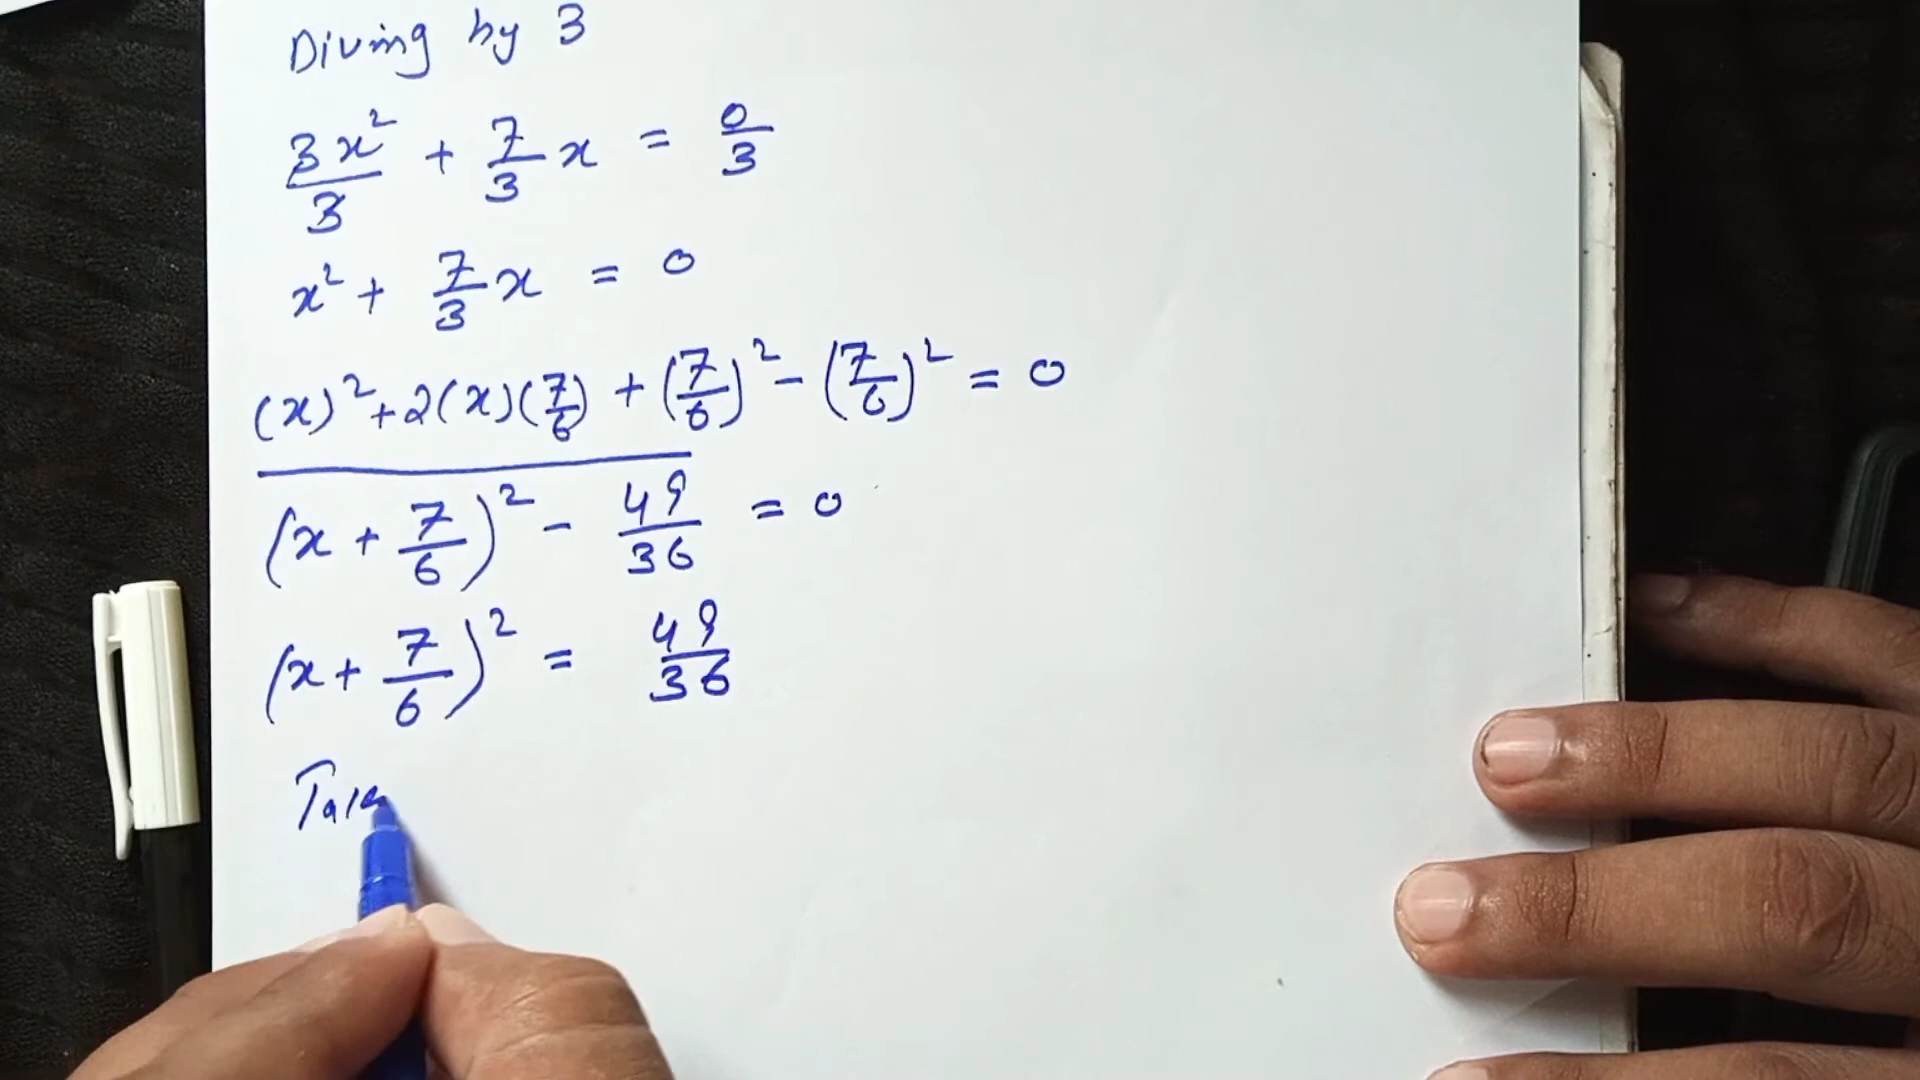 Diving by 3
3x²/3 + 7/3 x = 0/3
x² + 7/3 x = 0
(x)² + 2(x)(7/6) + (7/6)² - (7/6)² = 0
(x + 7/6)² - 49/36 = 0
(x + 7/6)² = 49/36